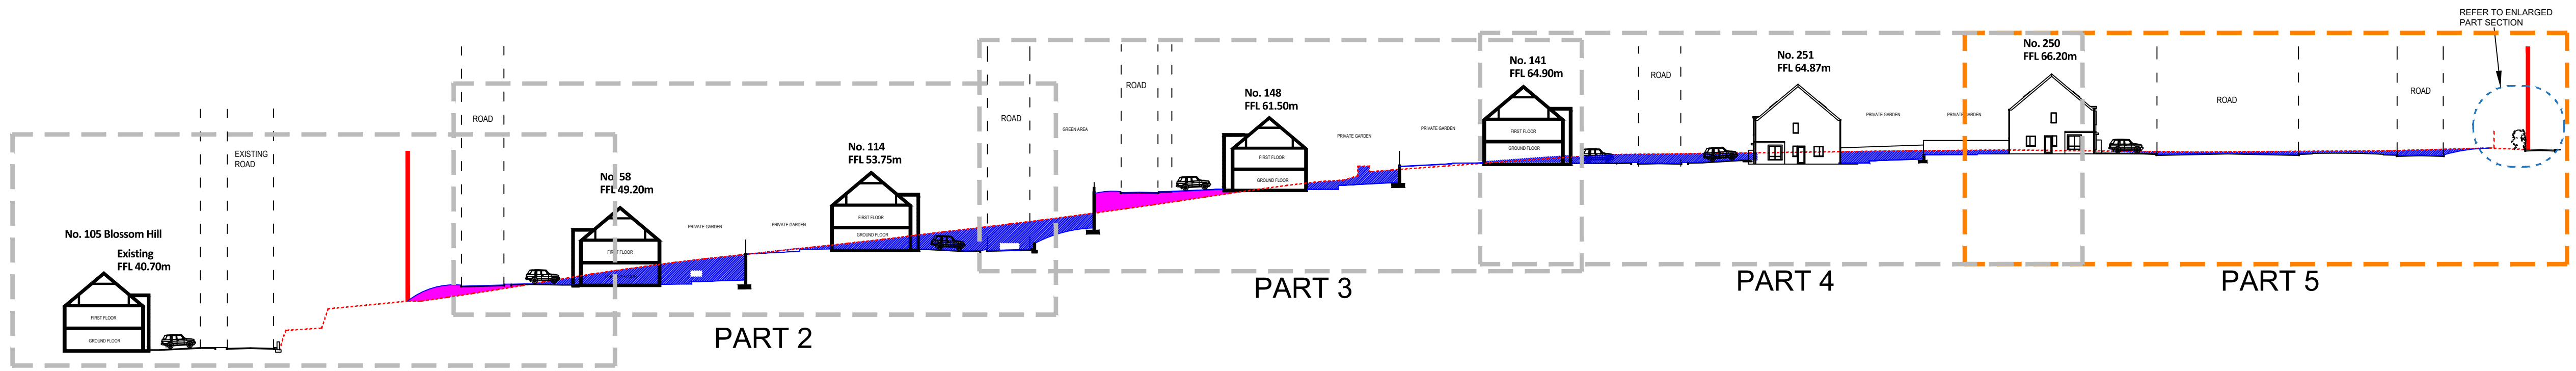 REFER TO ENLARGED
PART SECTION
No. 105 Blossom Hill
Existing
FFL 40.70m
FIRST FLOOR
GROUND FLOOR
EXISTING
ROAD
ROAD
No. 58
FFL 49.20m
FIRST FLOOR
PRIVATE GARDEN
PRIVATE GARDEN
No. 114
FFL 53.75m
FIRST FLOOR
GROUND FLOOR
PART 2
ROAD
GREEN AREA
ROAD
No. 148
FFL 61.50m
FIRST FLOOR
GROUND FLOOR
PRIVATE GARDEN
PRIVATE GARDEN
PART 3
No. 141
FFL 64.90m
FIRST FLOOR
GROUND FLOOR
ROAD
No. 251
FFL 64.87m
PRIVATE GARDEN
PRIVATE GARDEN
PART 4
No. 250
FFL 66.20m
ROAD
ROAD
PART 5